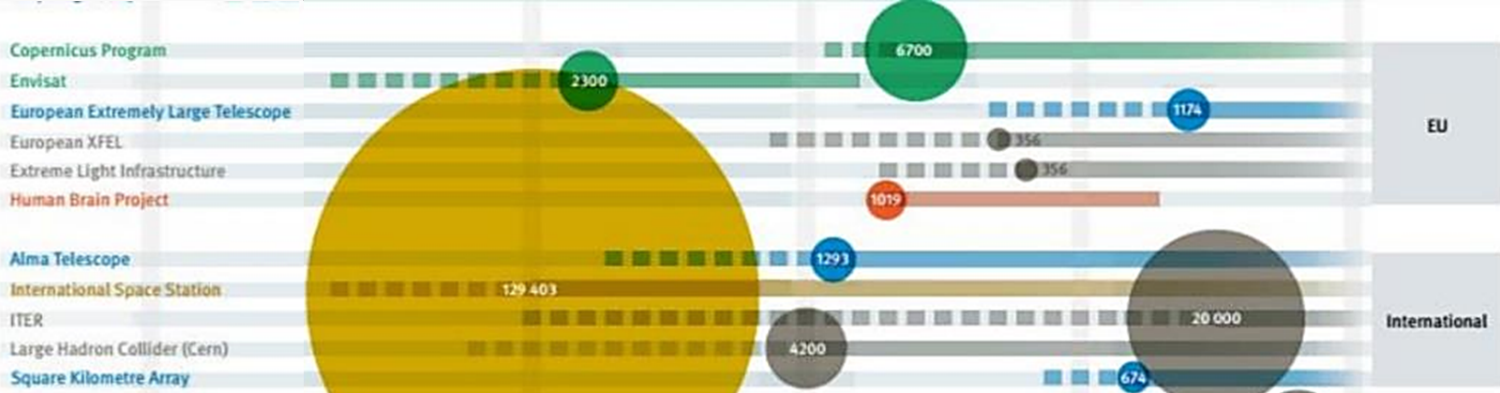 Copernicus Program 6700
Envisat 2300
European Extremely Large Telescope 1174
EU
European XFEL 356
Extreme Light Infrastructure 356
Human Brain Project 1019
Alma Telescope 1293
International Space Station 129 403
ITER 20 000 International
Large Hadron Collider (Cern) 4200
Square Kilometre Array 674